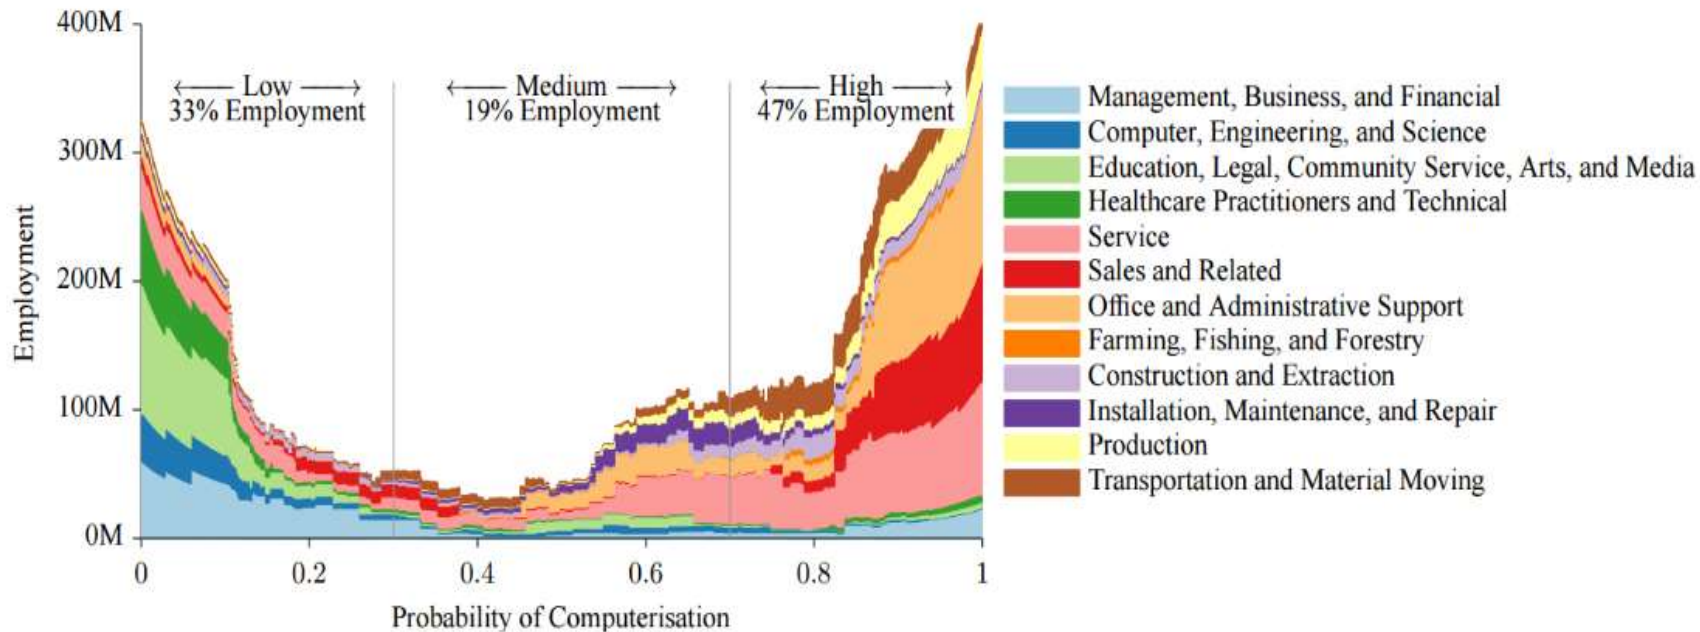 400M
300M
200M
100M
0M
Employment
← Low →
33% Employment
← Medium →
19% Employment
← High →
47% Employment
0 0.2 0.4 0.6 0.8 1
Probability of Computerisation
Management, Business, and Financial
Computer, Engineering, and Science
Education, Legal, Community Service, Arts, and Media
Healthcare Practitioners and Technical
Service
Sales and Related
Office and Administrative Support
Farming, Fishing, and Forestry
Construction and Extraction
Installation, Maintenance, and Repair
Production
Transportation and Material Moving